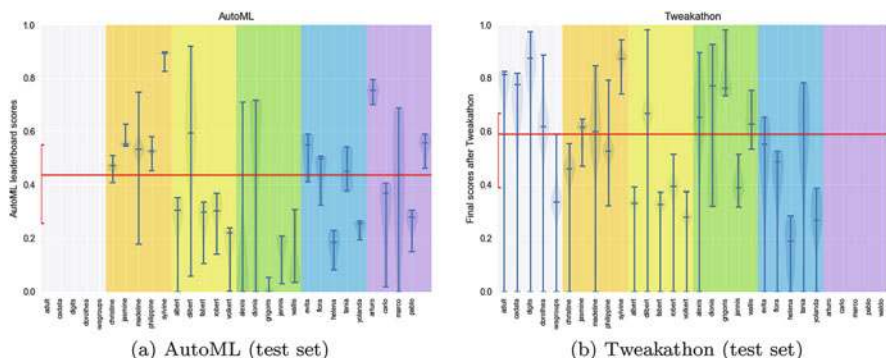 AutoML
1.0
0.8
0.6
0.4
0.2
0.0
AutoML leaderboard scores
adult
cadata
digits
dorothea
newsgroups
christine
jasmine
madeline
philippine
sylvine
albert
dilbert
fabert
robert
volkert
alexis
dionis
grigoris
jannis
wallis
evita
flora
helena
tania
yolanda
arturo
carlo
marco
pablo
(a) AutoML (test set)
Tweakathon
1.0
0.8
0.6
0.4
0.2
0.0
Final scores after Tweakathon
adult
cadata
digits
dorothea
newsgroups
christine
jasmine
madeline
philippine
sylvine
albert
dilbert
fabert
robert
volkert
alexis
dionis
grigoris
jannis
wallis
evita
flora
helena
tania
yolanda
arturo
carlo
marco
pablo
waldo
(b) Tweakathon (test set)